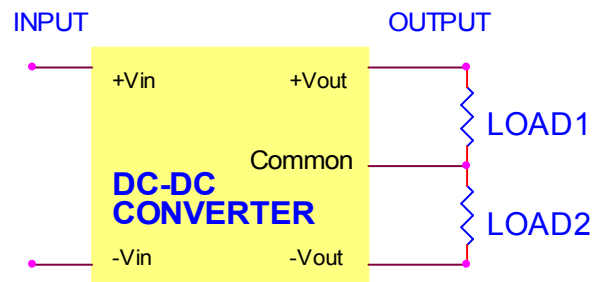 INPUT
OUTPUT
+Vin
+Vout
LOAD1
Common
DC-DC
CONVERTER
LOAD2
-Vin
-Vout